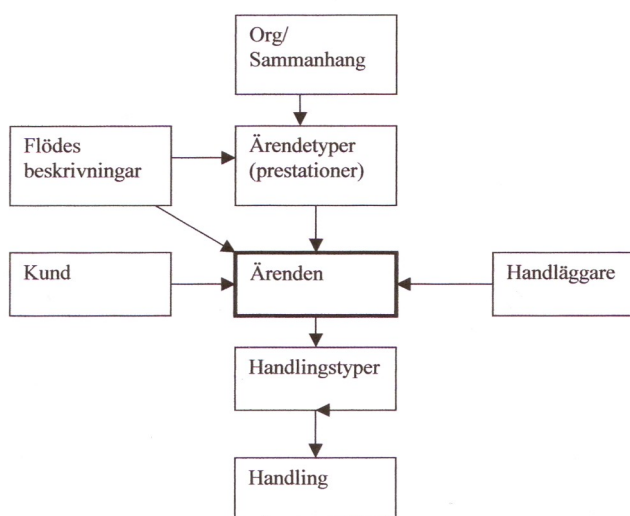 Org/
Sammanhang
Flödes
beskrivningar
Ärendetyper
(prestationer)
Kund
Ärenden
Handläggare
Handlingstyper
Handling